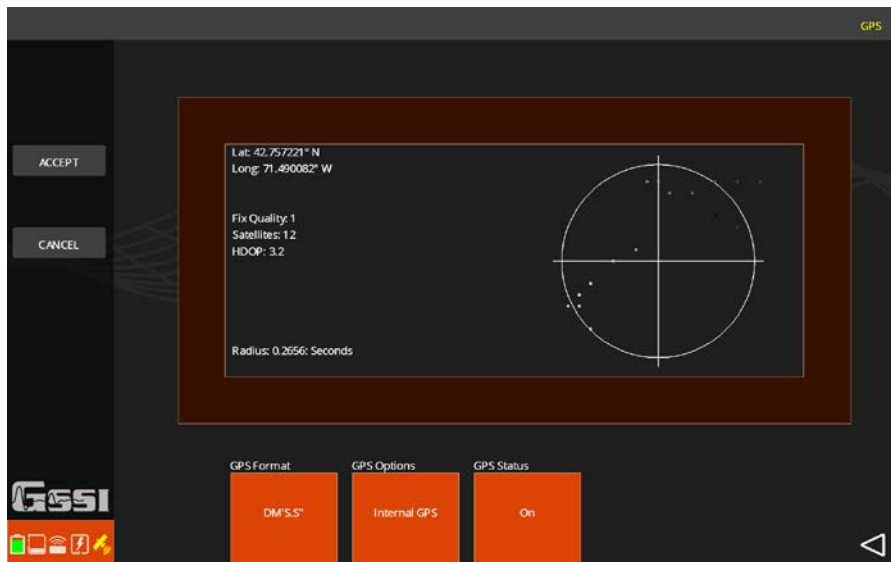 GPS
ACCEPT
CANCEL
Lat: 42.757221° N
Long: 71.490082° W
Fix Quality: 1
Satellites: 12
HDOP: 3.2
Radius: 0.2656: Seconds
GPS Format
GPS Options
GPS Status
DM'S.S"
Internal GPS
On
GSSI